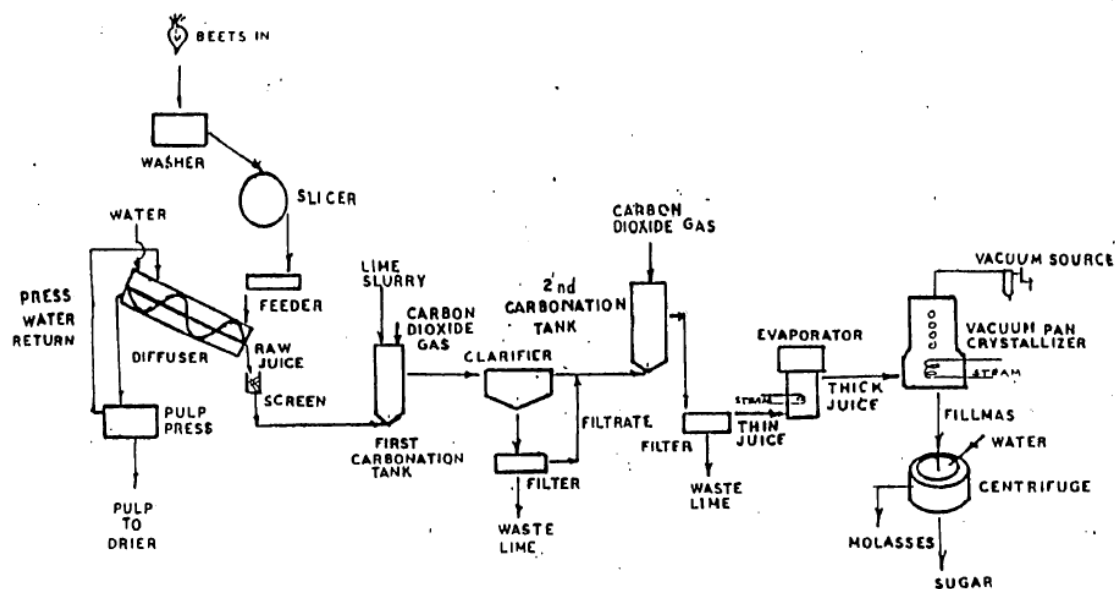 BEETS IN
WASHER
SLICER
WATER
FEEDER
PRESS
WATER
RETURN
DIFFUSER
RAW
JUICE
SCREEN
PULP
PRESS
PULP
TO
DRIER
LIME
SLURRY
CARBON
DIOXIDE
GAS
FIRST
CARBONATION
TANK
CLARIFIER
FILTER
FILTRATE
WASTE
LIME
CARBON
DIOXIDE GAS
2'nd
CARBONATION
TANK
FILTER
WASTE
LIME
THIN
JUICE
EVAPORATOR
STEAM
THICK
JUICE
VACUUM SOURCE
VACUUM PAN
CRYSTALLIZER
STEAM
FILLMAS
WATER
CENTRIFUGE
MOLASSES
SUGAR